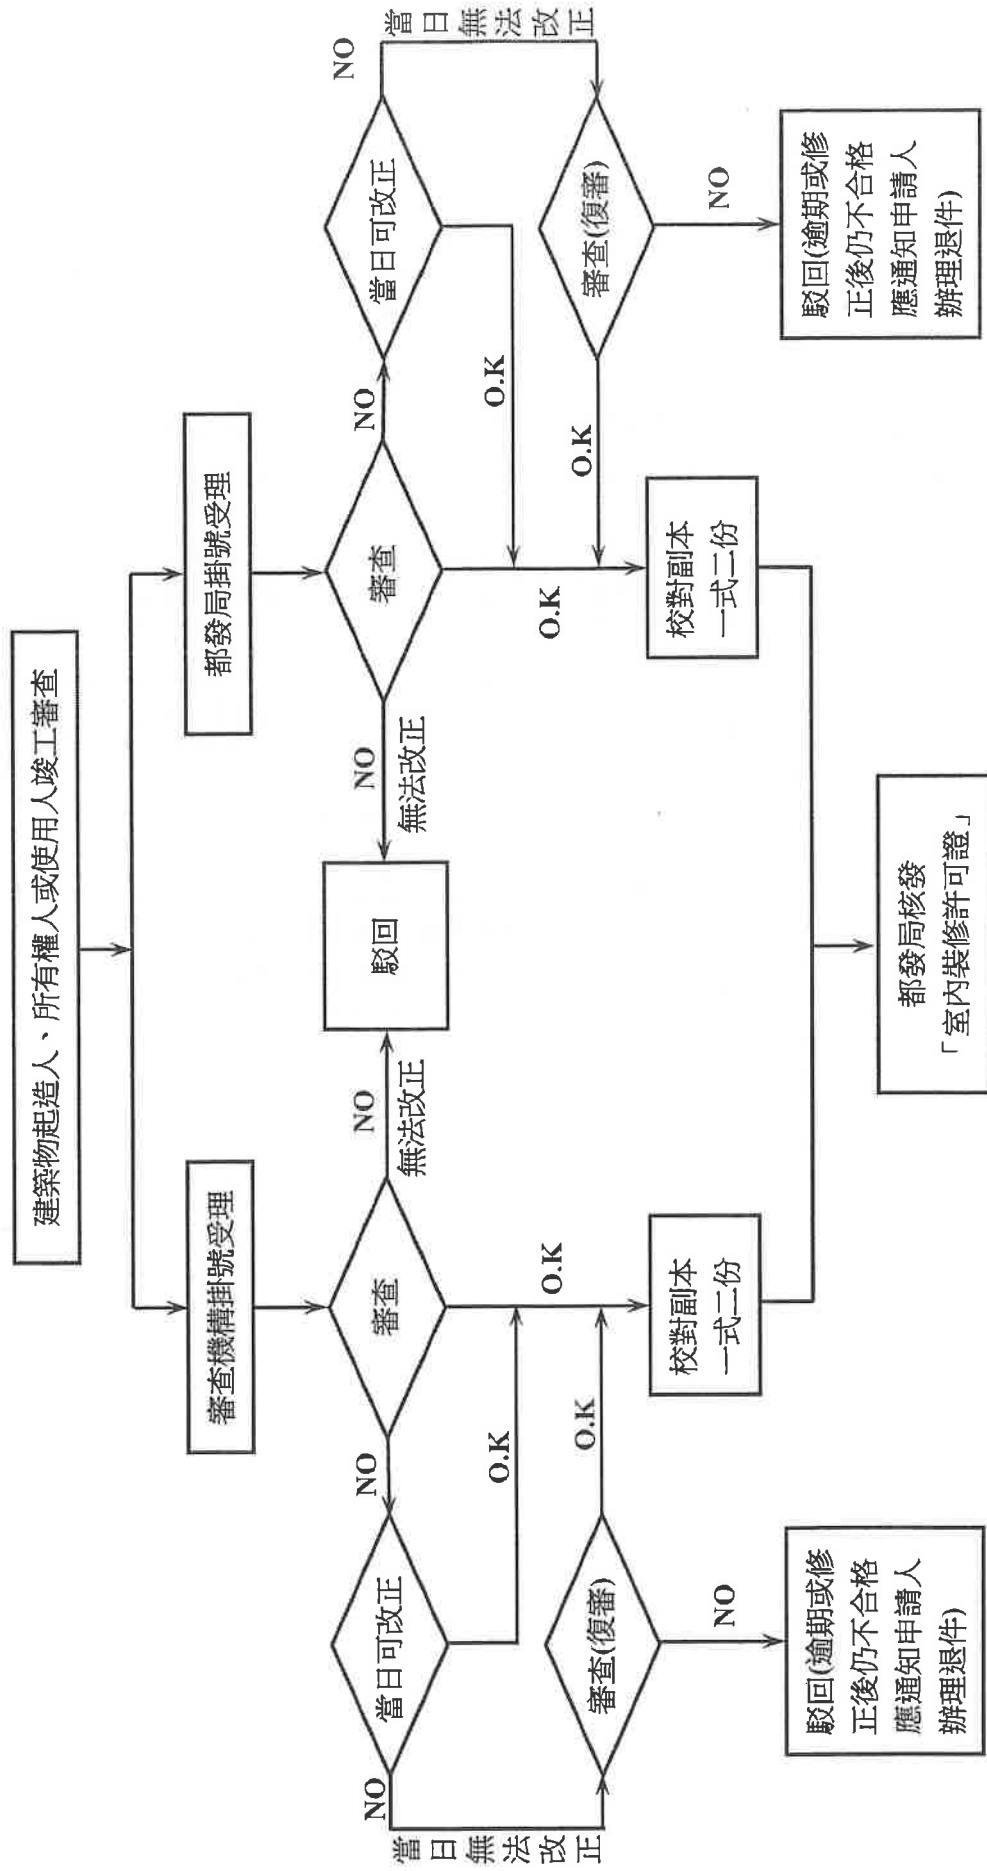 建築物起造人、所有權人或使用人竣工審查
審查機構掛號受理
都發局掛號受理
NO
當日可改正
NO
審查
NO
無法改正
駁回
NO
無法改正
審查
NO
當日可改正
NO
當日無法改正
當日無法改正
O.K
O.K
O.K
O.K
審查(復審)
O.K
O.K
審查(復審)
NO
NO
校對副本
一式二份
校對副本
一式二份
駁回(逾期或修
正後仍不合格
應通知申請人
辦理退件)
駁回(逾期或修
正後仍不合格
應通知申請人
辦理退件)
都發局核發
「室內裝修許可證」